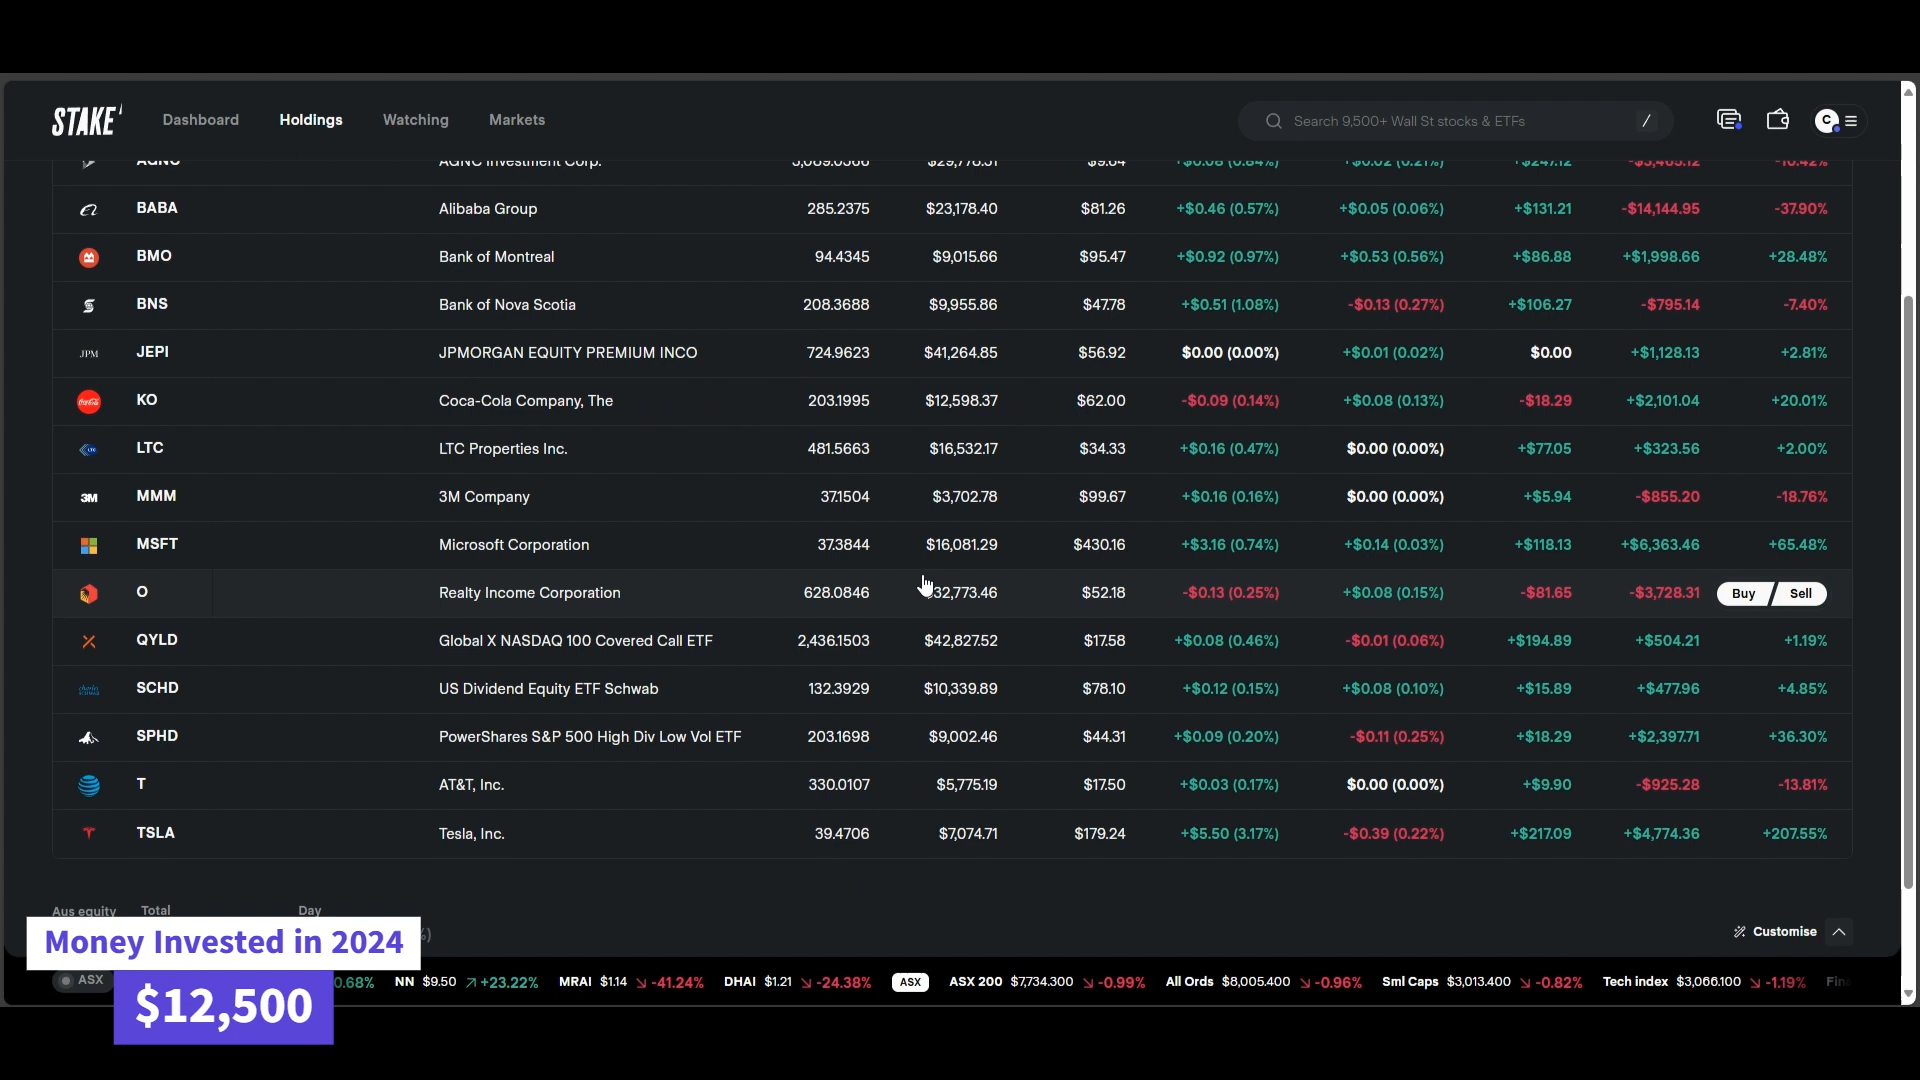 STAKE Dashboard Holdings Watching Markets Search 9,500+ Wall St stocks & ETFs / C
AGNC AGNC Investment Corp. $9.64
BABA Alibaba Group 285.2375 $23,178.40 $81.26 +$0.46 (0.57%) +$0.05 (0.06%) +$131.21 -$14,144.95 -37.90%
BMO Bank of Montreal 94.4345 $9,015.66 $95.47 +$0.92 (0.97%) +$0.53 (0.56%) +$86.88 +$1,998.66 +28.48%
BNS Bank of Nova Scotia 208.3688 $9,955.86 $47.78 +$0.51 (1.08%) -$0.13 (0.27%) +$106.27 -$795.14 -7.40%
JPM JEPI JPMORGAN EQUITY PREMIUM INCO 724.9623 $41,264.85 $56.92 $0.00 (0.00%) +$0.01 (0.02%) $0.00 +$1,128.13 +2.81%
KO Coca-Cola Company, The 203.1995 $12,598.37 $62.00 -$0.09 (0.14%) +$0.08 (0.13%) -$18.29 +$2,101.04 +20.01%
LTC LTC Properties Inc. 481.5663 $16,532.17 $34.33 +$0.16 (0.47%) $0.00 (0.00%) +$77.05 +$323.56 +2.00%
3M MMM 3M Company 37.1504 $3,702.78 $99.67 +$0.16 (0.16%) $0.00 (0.00%) +$5.94 -$855.20 -18.76%
MSFT Microsoft Corporation 37.3844 $16,081.29 $430.16 +$3.16 (0.74%) +$0.14 (0.03%) +$118.13 +$6,363.46 +65.48%
O Realty Income Corporation 628.0846 32,773.46 $52.18 -$0.13 (0.25%) +$0.08 (0.15%) -$81.65 -$3,728.31 Buy / Sell
QYLD Global X NASDAQ 100 Covered Call ETF 2,436.1503 $42,827.52 $17.58 +$0.08 (0.46%) -$0.01 (0.06%) +$194.89 +$504.21 +1.19%
SCHD US Dividend Equity ETF Schwab 132.3929 $10,339.89 $78.10 +$0.12 (0.15%) +$0.08 (0.10%) +$15.89 +$477.96 +4.85%
SPHD PowerShares S&P 500 High Div Low Vol ETF 203.1698 $9,002.46 $44.31 +$0.09 (0.20%) -$0.11 (0.25%) +$18.29 +$2,397.71 +36.30%
T AT&T, Inc. 330.0107 $5,775.19 $17.50 +$0.03 (0.17%) $0.00 (0.00%) +$9.90 -$925.28 -13.81%
TSLA Tesla, Inc. 39.4706 $7,074.71 $179.24 +$5.50 (3.17%) -$0.39 (0.22%) +$217.09 +$4,774.36 +207.55%
Aus equity Total Day
Customise
Money Invested in 2024
ASX 0.68% NN $9.50 +23.22% MRAI $1.14 -41.24% DHAI $1.21 -24.38% ASX ASX 200 $7,734.300 -0.99% All Ords $8,005.400 -0.96% Sml Caps $3,013.400 -0.82% Tech index $3,066.100 -1.19%
$12,500